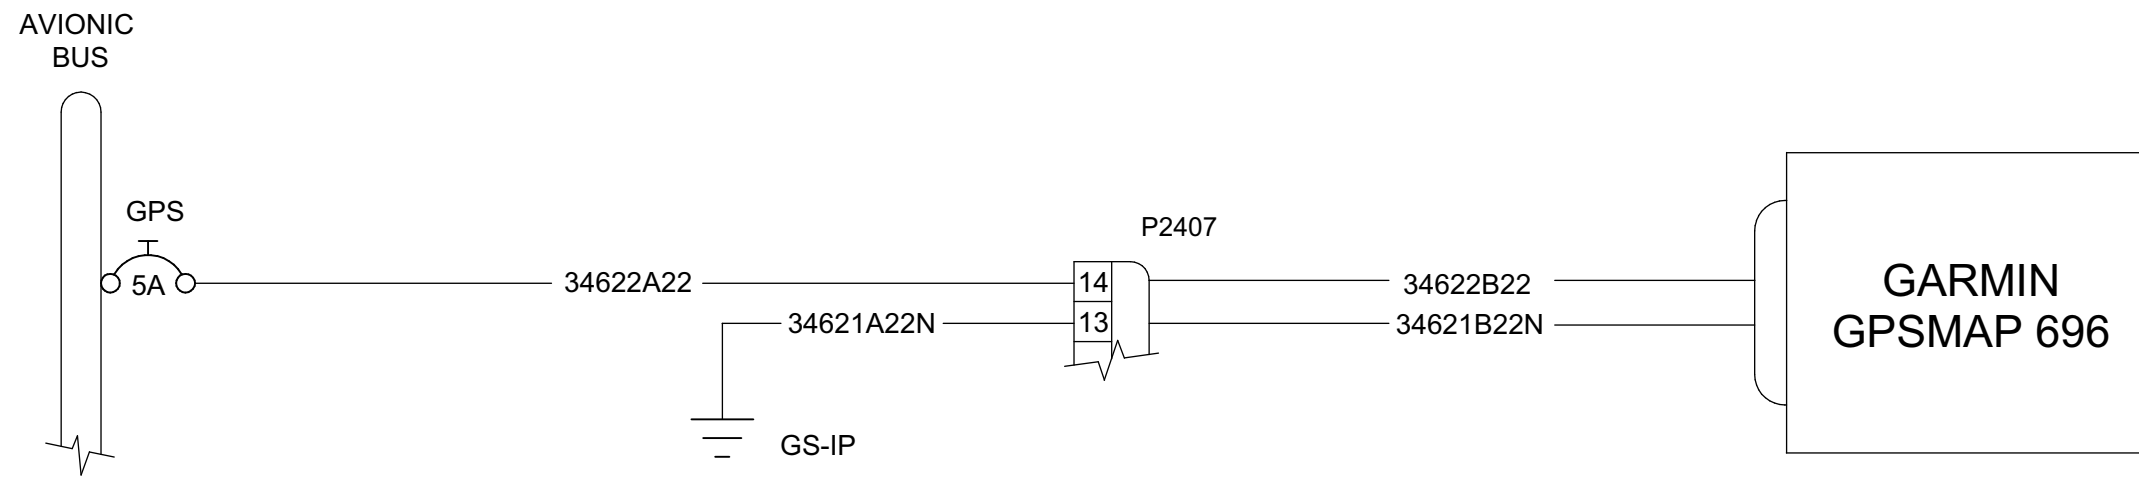 AVIONIC
BUS
GPS
5A
34622A22
34621A22N
GS-IP
P2407
14
13
34622B22
34621B22N
GARMIN
GPSMAP 696